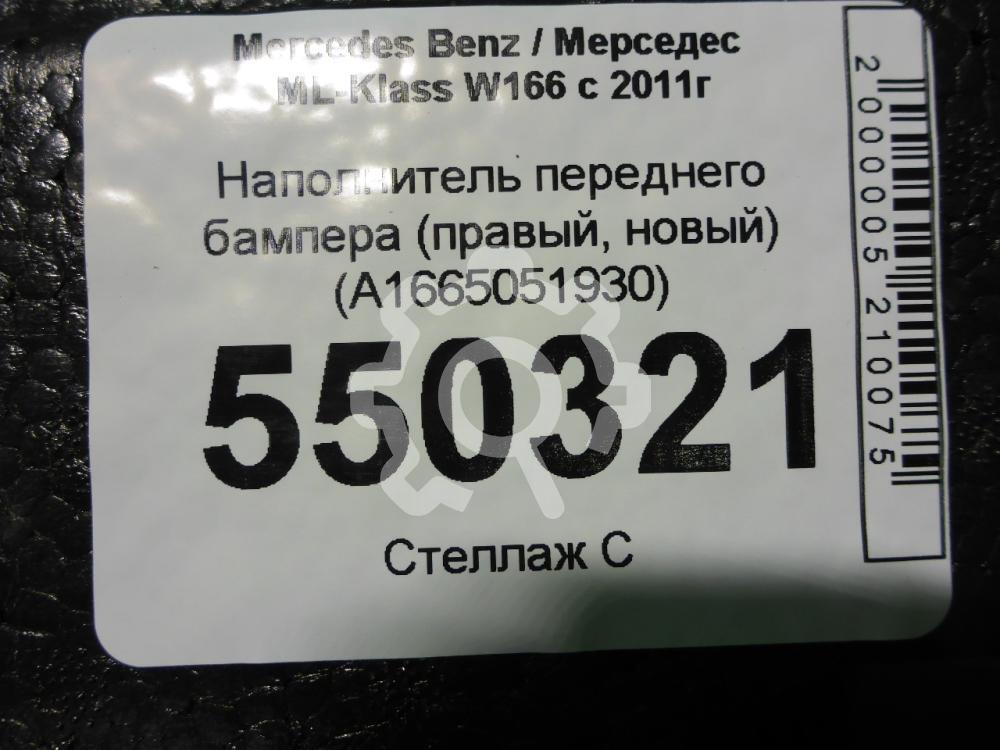 Mercedes Benz / Мерседес
ML-Klass W166 с 2011г
Наполнитель переднего
бампера (правый, новый)
(A1665051930)
550321
Стеллаж С
2000005210075